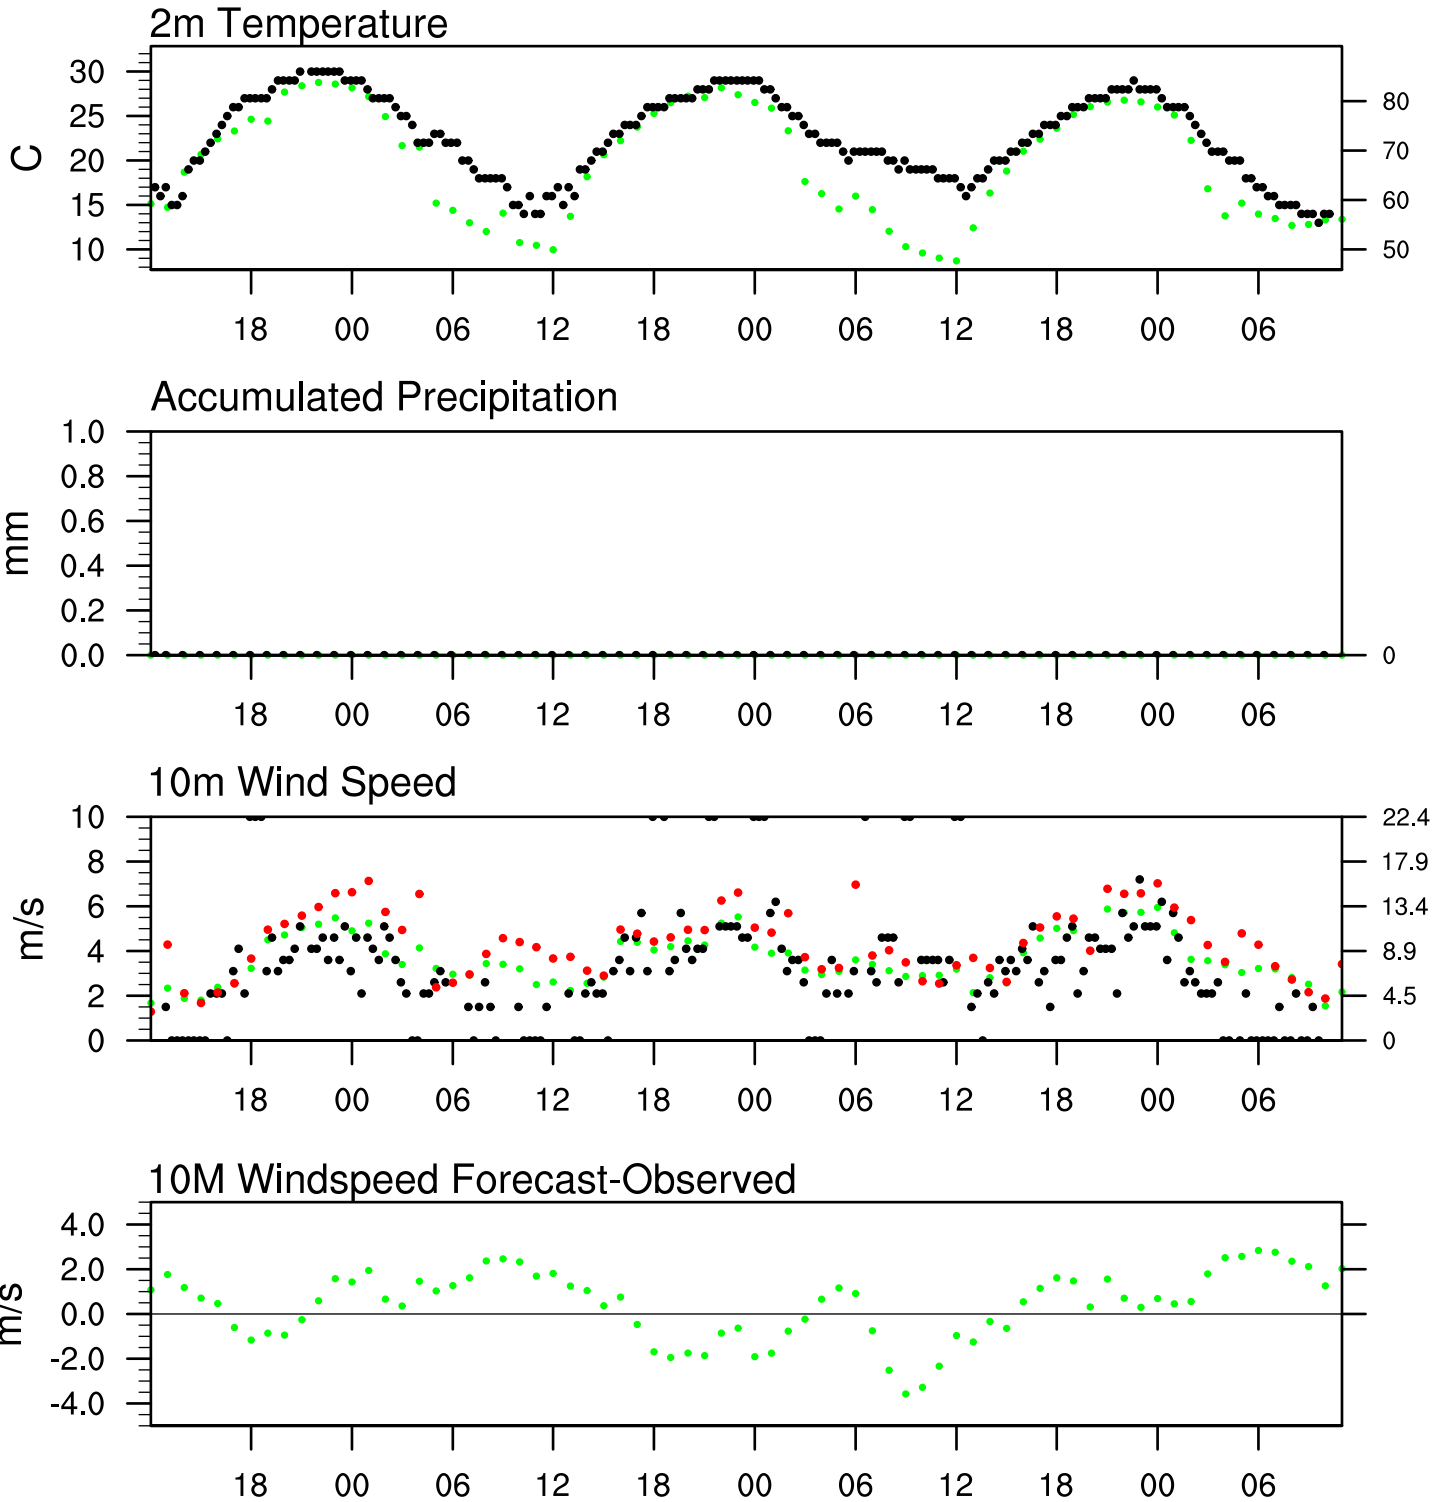 2m Temperature
30
25
20
15
10
C
80
70
60
50
18 00 06 12 18 00 06 12 18 00 06
Accumulated Precipitation
1.0
0.8
0.6
0.4
0.2
0.0
mm
0
18 00 06 12 18 00 06 12 18 00 06
10m Wind Speed
10
8
6
4
2
0
m/s
22.4
17.9
13.4
8.9
4.5
0
18 00 06 12 18 00 06 12 18 00 06
10M Windspeed Forecast-Observed
4.0
2.0
0.0
-2.0
-4.0
m/s
18 00 06 12 18 00 06 12 18 00 06